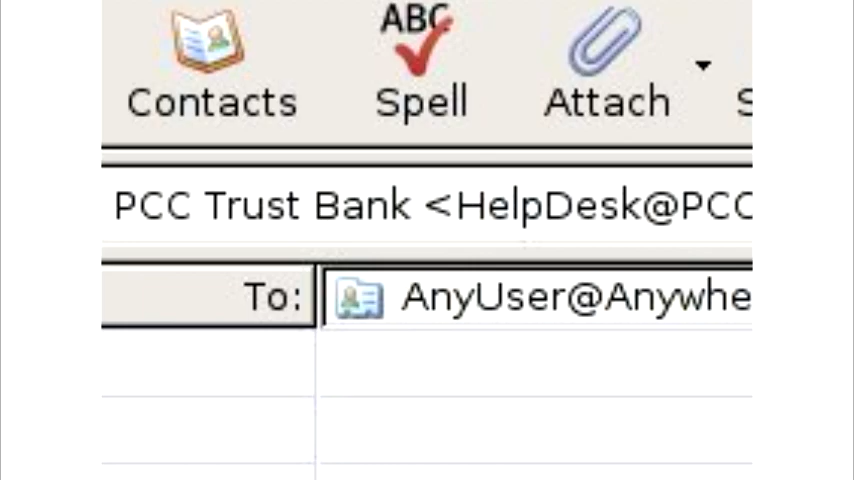 ABC
Contacts Spell Attach
PCC Trust Bank <HelpDesk@PCC
To: AnyUser@Anywhe